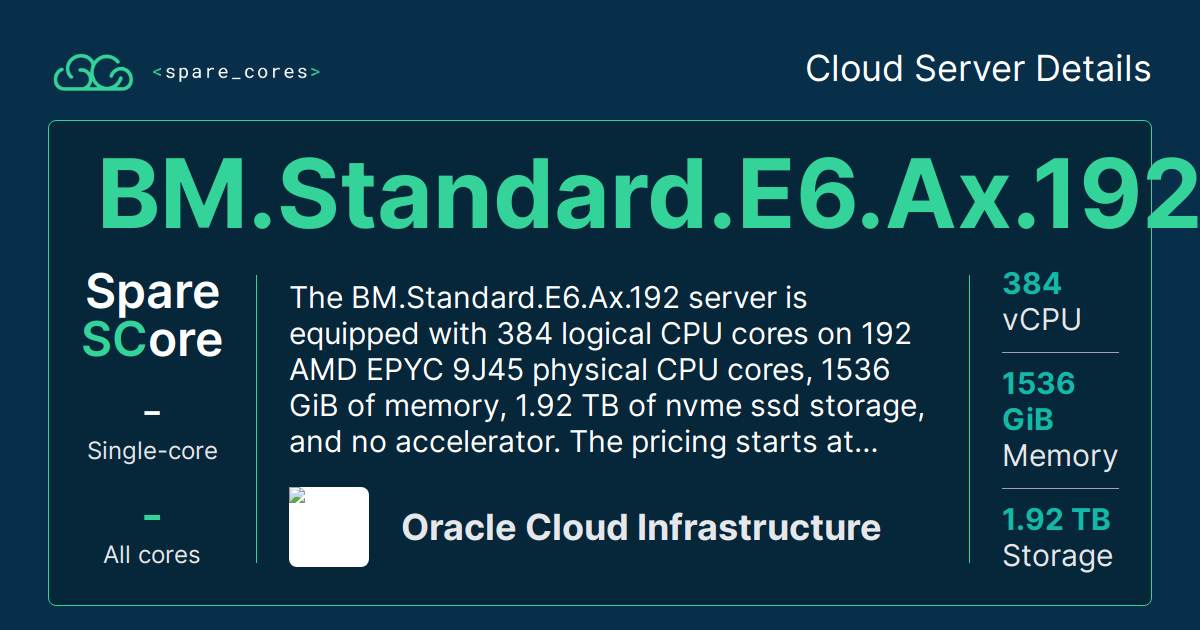 <spare_cores>
Cloud Server Details
BM.Standard.E6.Ax.192
Spare
SCore
–
Single-core
–
All cores
The BM.Standard.E6.Ax.192 server is
equipped with 384 logical CPU cores on 192
AMD EPYC 9J45 physical CPU cores, 1536
GiB of memory, 1.92 TB of nvme ssd storage,
and no accelerator. The pricing starts at...
Oracle Cloud Infrastructure
384
vCPU
1536
GiB
Memory
1.92 TB
Storage